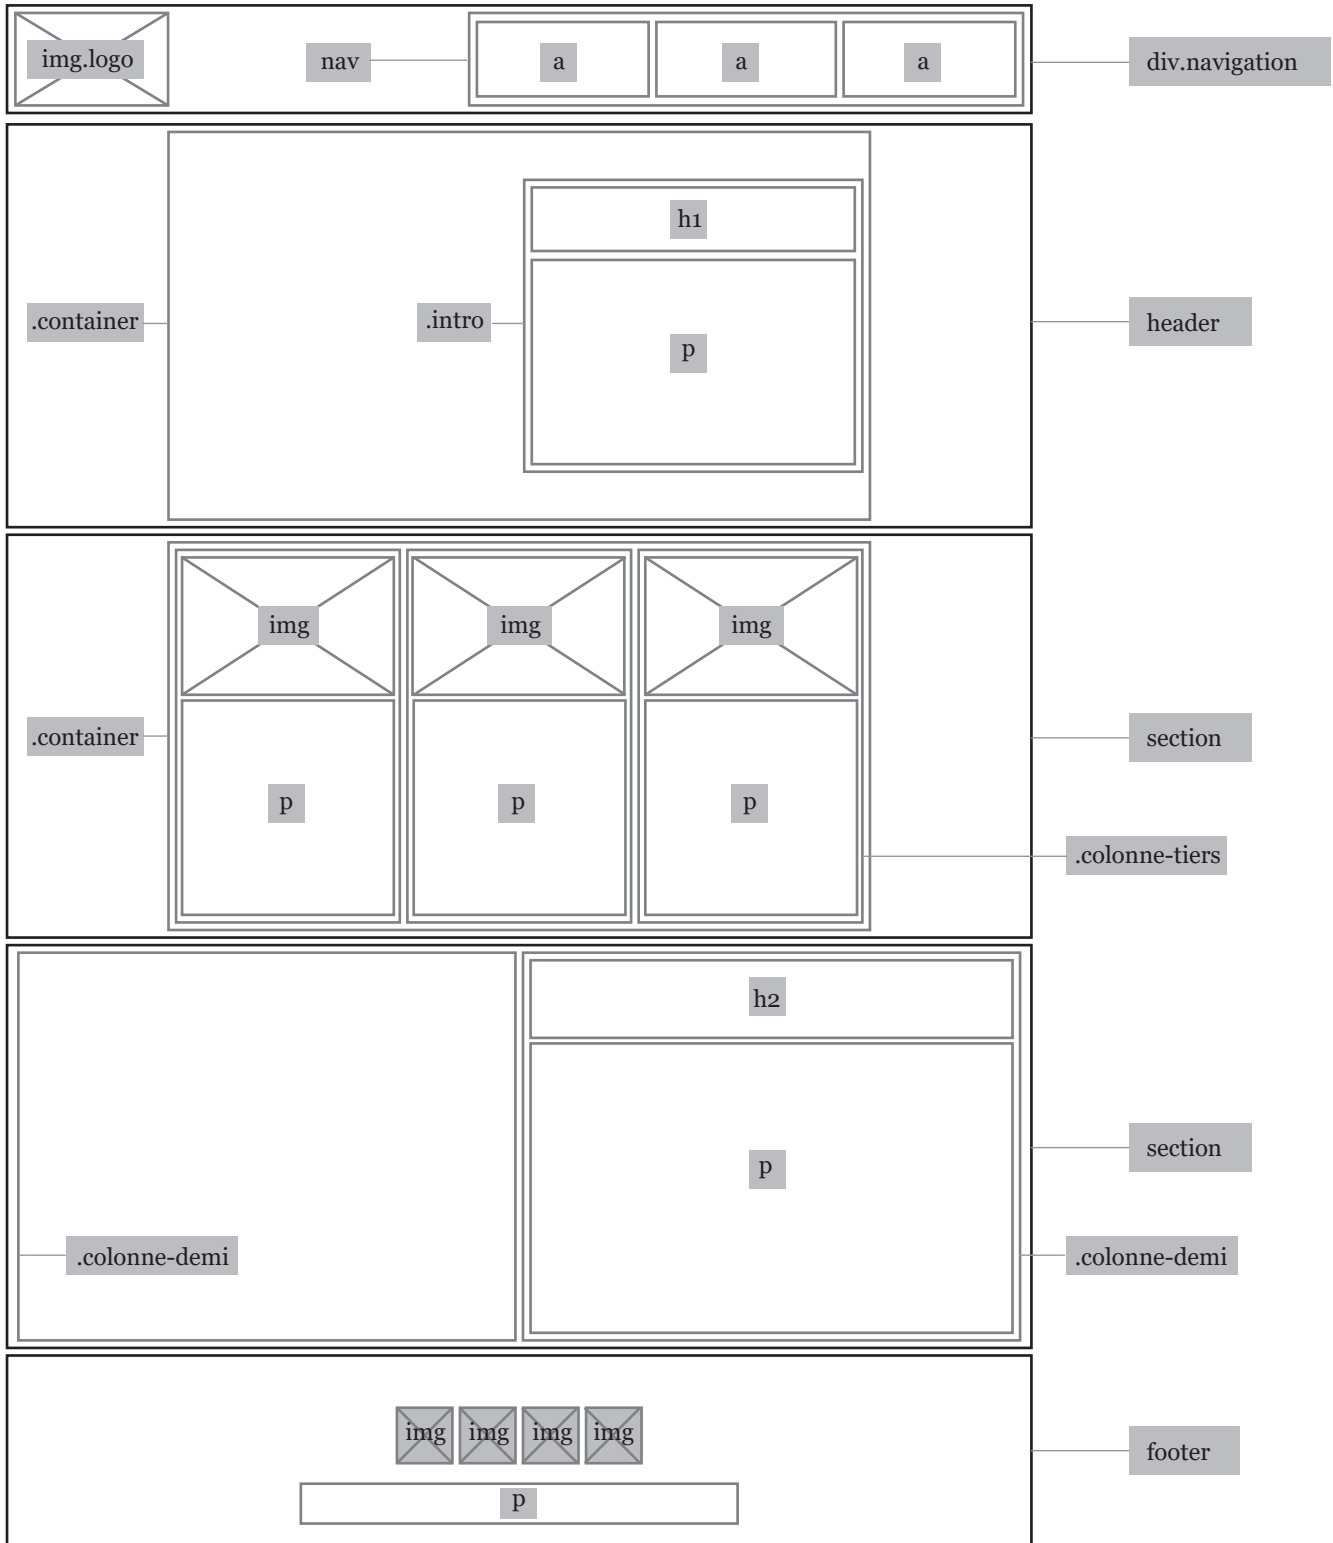 img.logo
nav
a
a
a
div.navigation
h1
.container
.intro
p
header
img
img
img
.container
section
p
p
p
.colonne-tiers
h2
section
p
.colonne-demi
.colonne-demi
img
img
img
img
footer
p